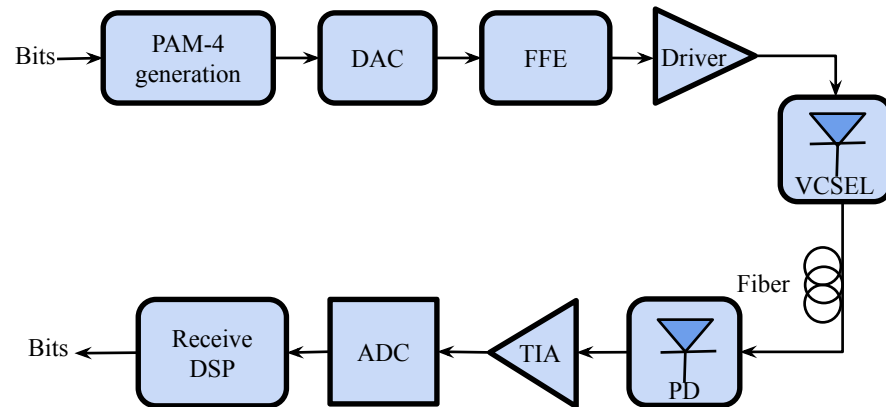 Bits
PAM-4
generation
DAC
FFE
Driver
VCSEL
Fiber
PD
TIA
ADC
Receive
DSP
Bits